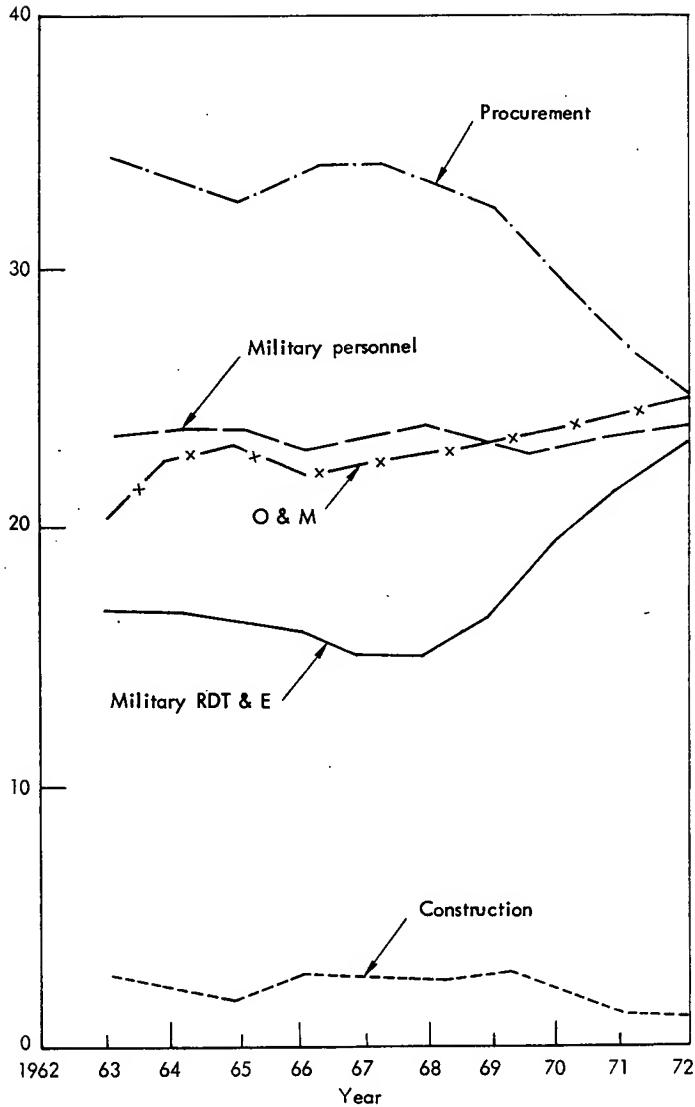 40
Procurement
30
Military personnel
O & M
20
Military RDT & E
10
Construction
0
1962 63 64 65 66 67 68 69 70 71 72
Year